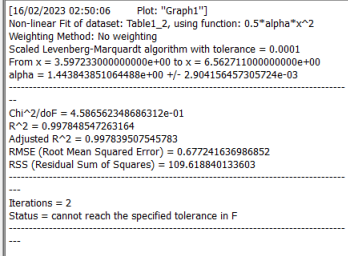 [16/02/2023 02:50:06 Plot: "Graph1"]
Non-linear Fit of dataset: Table1_2, using function: 0.5*alpha*x^2
Weighting Method: No weighting
Scaled Levenberg-Marquardt algorithm with tolerance = 0.0001
From x = 3.597233000000000e+00 to x = 6.562711000000000e+00
alpha = 1.443843851064488e+00 +/- 2.904156457305724e-03
--------------------------------------------------------------------------------------
--
Chi^2/doF = 4.586562348686312e-01
R^2 = 0.997848547263164
Adjusted R^2 = 0.997839507545783
RMSE (Root Mean Squared Error) = 0.677241636986852
RSS (Residual Sum of Squares) = 109.618840133603
--------------------------------------------------------------------------------------
---
Iterations = 2
Status = cannot reach the specified tolerance in F
--------------------------------------------------------------------------------------
---